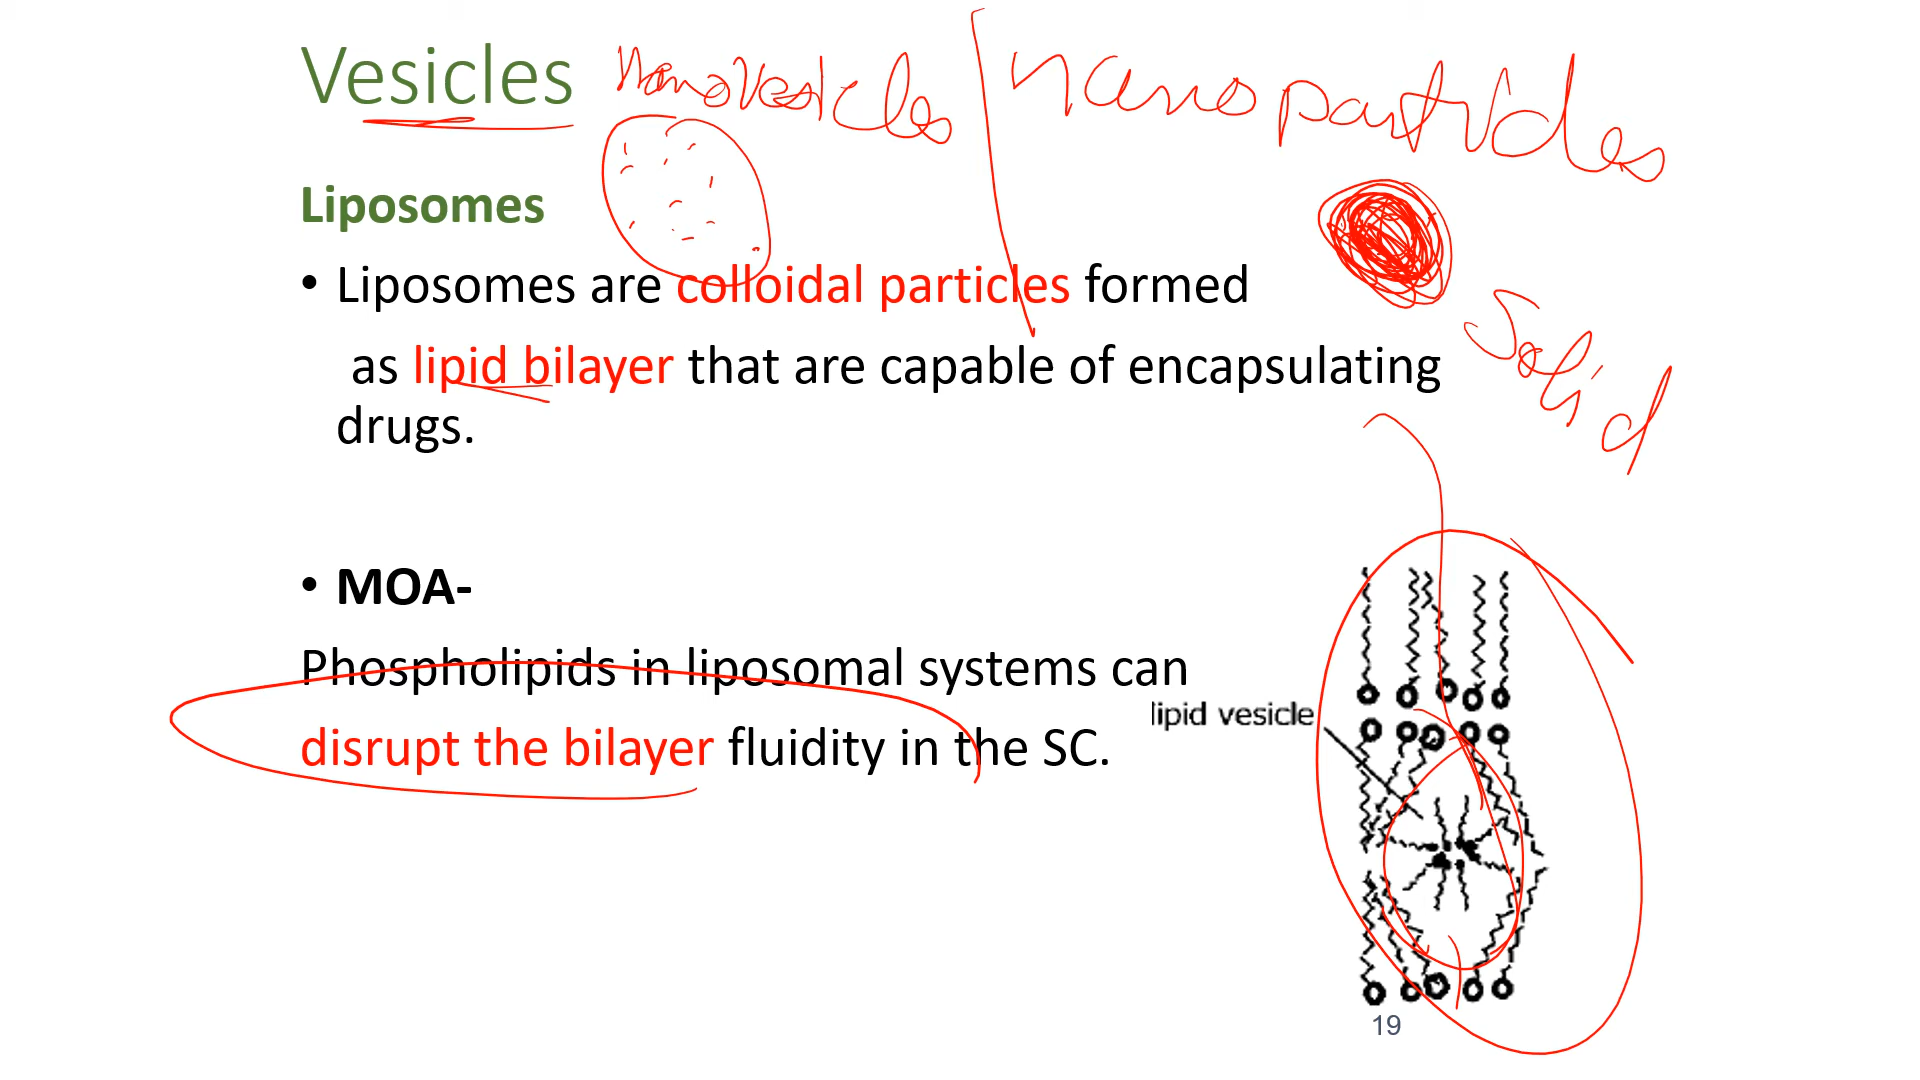 Vesicles nanovesicles nanoparticles
Liposomes
• Liposomes are colloidal particles formed
as lipid bilayer that are capable of encapsulating
drugs.
solid
• MOA-
Phospholipids in liposomal systems can
disrupt the bilayer fluidity in the SC.
lipid vesicle
19